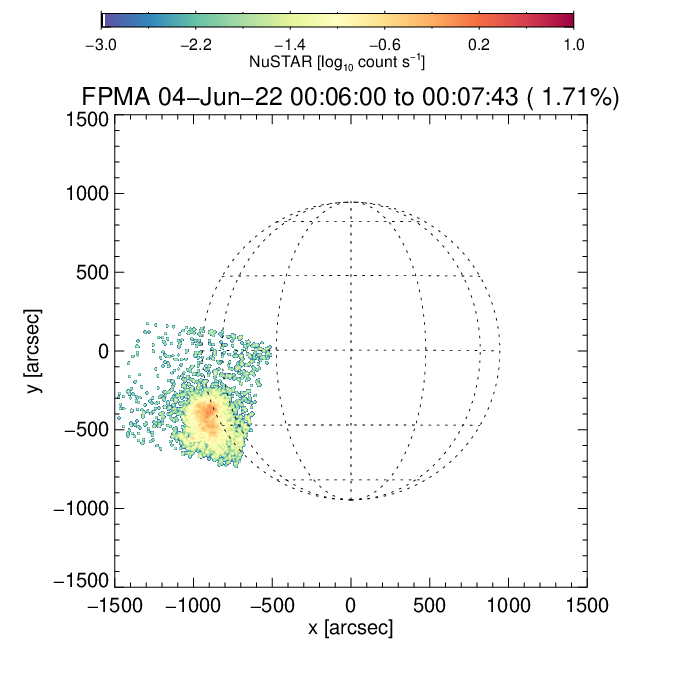 −3.0 −2.2 −1.4 −0.6 0.2 1.0
NuSTAR [log₁₀ count s⁻¹]
FPMA 04−Jun−22 00:06:00 to 00:07:43 ( 1.71%)
1500
1000
500
0
−500
−1000
−1500
y [arcsec]
−1500 −1000 −500 0 500 1000 1500
x [arcsec]